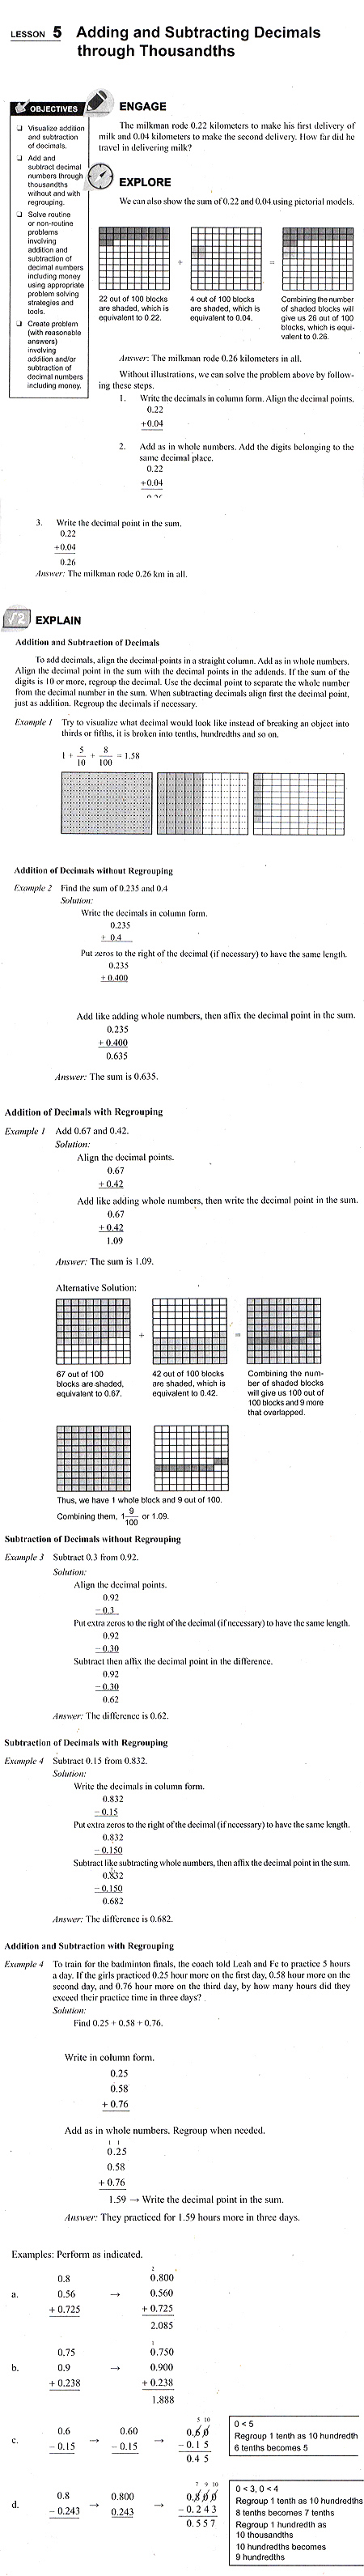 LESSON 5 Adding and Subtracting Decimals
through Thousandths
OBJECTIVES
❑ Visualize addition
and subtraction
of decimals.
❑ Add and
subtract decimal
numbers through
thousandths
without and with
regrouping.
❑ Solve routine
or non-routine
problems
involving
addition and
subtraction of
decimal numbers
including money
using appropriate
problem solving
strategies and
tools.
❑ Create problem
(with reasonable
answers)
involving
addition and/or
subtraction of
decimal numbers
including money.
ENGAGE
The milkman rode 0.22 kilometers to make his first delivery of
milk and 0.04 kilometers to make the second delivery. How far did he
travel in delivering milk?
EXPLORE
We can also show the sum of 0.22 and 0.04 using pictorial models.
+ =
22 out of 100 blocks
are shaded, which is
equivalent to 0.22.
4 out of 100 blocks
are shaded, which is
equivalent to 0.04.
Combining the number
of shaded blocks will
give us 26 out of 100
blocks, which is equi-
valent to 0.26.
Answer: The milkman rode 0.26 kilometers in all.
Without illustrations, we can solve the problem above by follow-
ing these steps.
1. Write the decimals in column form. Align the decimal points.
0.22
+0.04
2. Add as in whole numbers. Add the digits belonging to the
same decimal place.
0.22
+0.04
3. Write the decimal point in the sum.
0.22
+0.04
0.26
Answer: The milkman rode 0.26 km in all.
√2 EXPLAIN
Addition and Subtraction of Decimals
To add decimals, align the decimal points in a straight column. Add as in whole numbers.
Align the decimal point in the sum with the decimal points in the addends. If the sum of the
digits is 10 or more, regroup the decimal. Use the decimal point to separate the whole number
from the decimal number in the sum. When subtracting decimals align first the decimal point,
just as addition. Regroup the decimals if necessary.
Example 1 Try to visualize what decimal would look like instead of breaking an object into
thirds or fifths, it is broken into tenths, hundredths and so on.
1 + 5/10 + 8/100 = 1.58
Addition of Decimals without Regrouping
Example 2 Find the sum of 0.235 and 0.4
Solution:
Write the decimals in column form.
0.235
+ 0.4
Put zeros to the right of the decimal (if necessary) to have the same length.
0.235
+ 0.400
Add like adding whole numbers, then affix the decimal point in the sum.
0.235
+ 0.400
0.635
Answer: The sum is 0.635.
Addition of Decimals with Regrouping
Example 1 Add 0.67 and 0.42.
Solution:
Align the decimal points.
0.67
+ 0.42
Add like adding whole numbers, then write the decimal point in the sum.
0.67
+ 0.42
1.09
Answer: The sum is 1.09.
Alternative Solution:
+ =
67 out of 100
blocks are shaded,
equivalent to 0.67.
42 out of 100 blocks
are shaded, which is
equivalent to 0.42.
Combining the num-
ber of shaded blocks
will give us 100 out of
100 blocks and 9 more
that overlapped.
Thus, we have 1 whole block and 9 out of 100.
Combining them, 1 9/100 or 1.09.
Subtraction of Decimals without Regrouping
Example 3 Subtract 0.3 from 0.92.
Solution:
Align the decimal points.
0.92
− 0.3
Put extra zeros to the right of the decimal (if necessary) to have the same length.
0.92
− 0.30
Subtract then affix the decimal point in the difference.
0.92
− 0.30
0.62
Answer: The difference is 0.62.
Subtraction of Decimals with Regrouping
Example 4 Subtract 0.15 from 0.832.
Solution:
Write the decimals in column form.
0.832
− 0.15
Put extra zeros to the right of the decimal (if necessary) to have the same length.
0.832
− 0.150
Subtract like subtracting whole numbers, then affix the decimal point in the sum.
0.832
− 0.150
0.682
Answer: The difference is 0.682.
Addition and Subtraction with Regrouping
Example 4 To train for the badminton finals, the coach told Leah and Fe to practice 5 hours
a day. If the girls practiced 0.25 hour more on the first day, 0.58 hour more on the
second day, and 0.76 hour more on the third day, by how many hours did they
exceed their practice time in three days?
Solution:
Find 0.25 + 0.58 + 0.76.
Write in column form.
0.25
0.58
+ 0.76
Add as in whole numbers. Regroup when needed.
1 1
0.25
0.58
+ 0.76
1.59 → Write the decimal point in the sum.
Answer: They practiced for 1.59 hours more in three days.
Examples: Perform as indicated.
2
0.8 0.800
a. 0.56 → 0.560
+ 0.725 + 0.725
2.085
1
0.75 0.750
b. 0.9 → 0.900
+ 0.238 + 0.238
1.888
5 10
c. 0.6 → 0.60 → 0.60
− 0.15 − 0.15 − 0.15
0.45
0 < 5
Regroup 1 tenth as 10 hundredth
6 tenths becomes 5
7 9 10
d. 0.8 → 0.800 → 0.800
− 0.243 0.243 − 0.243
0.557
0 < 3, 0 < 4
Regroup 1 tenth as 10 hundredths
8 tenths becomes 7 tenths
Regroup 1 hundredth as
10 thousandths
10 hundredths becomes
9 hundredths